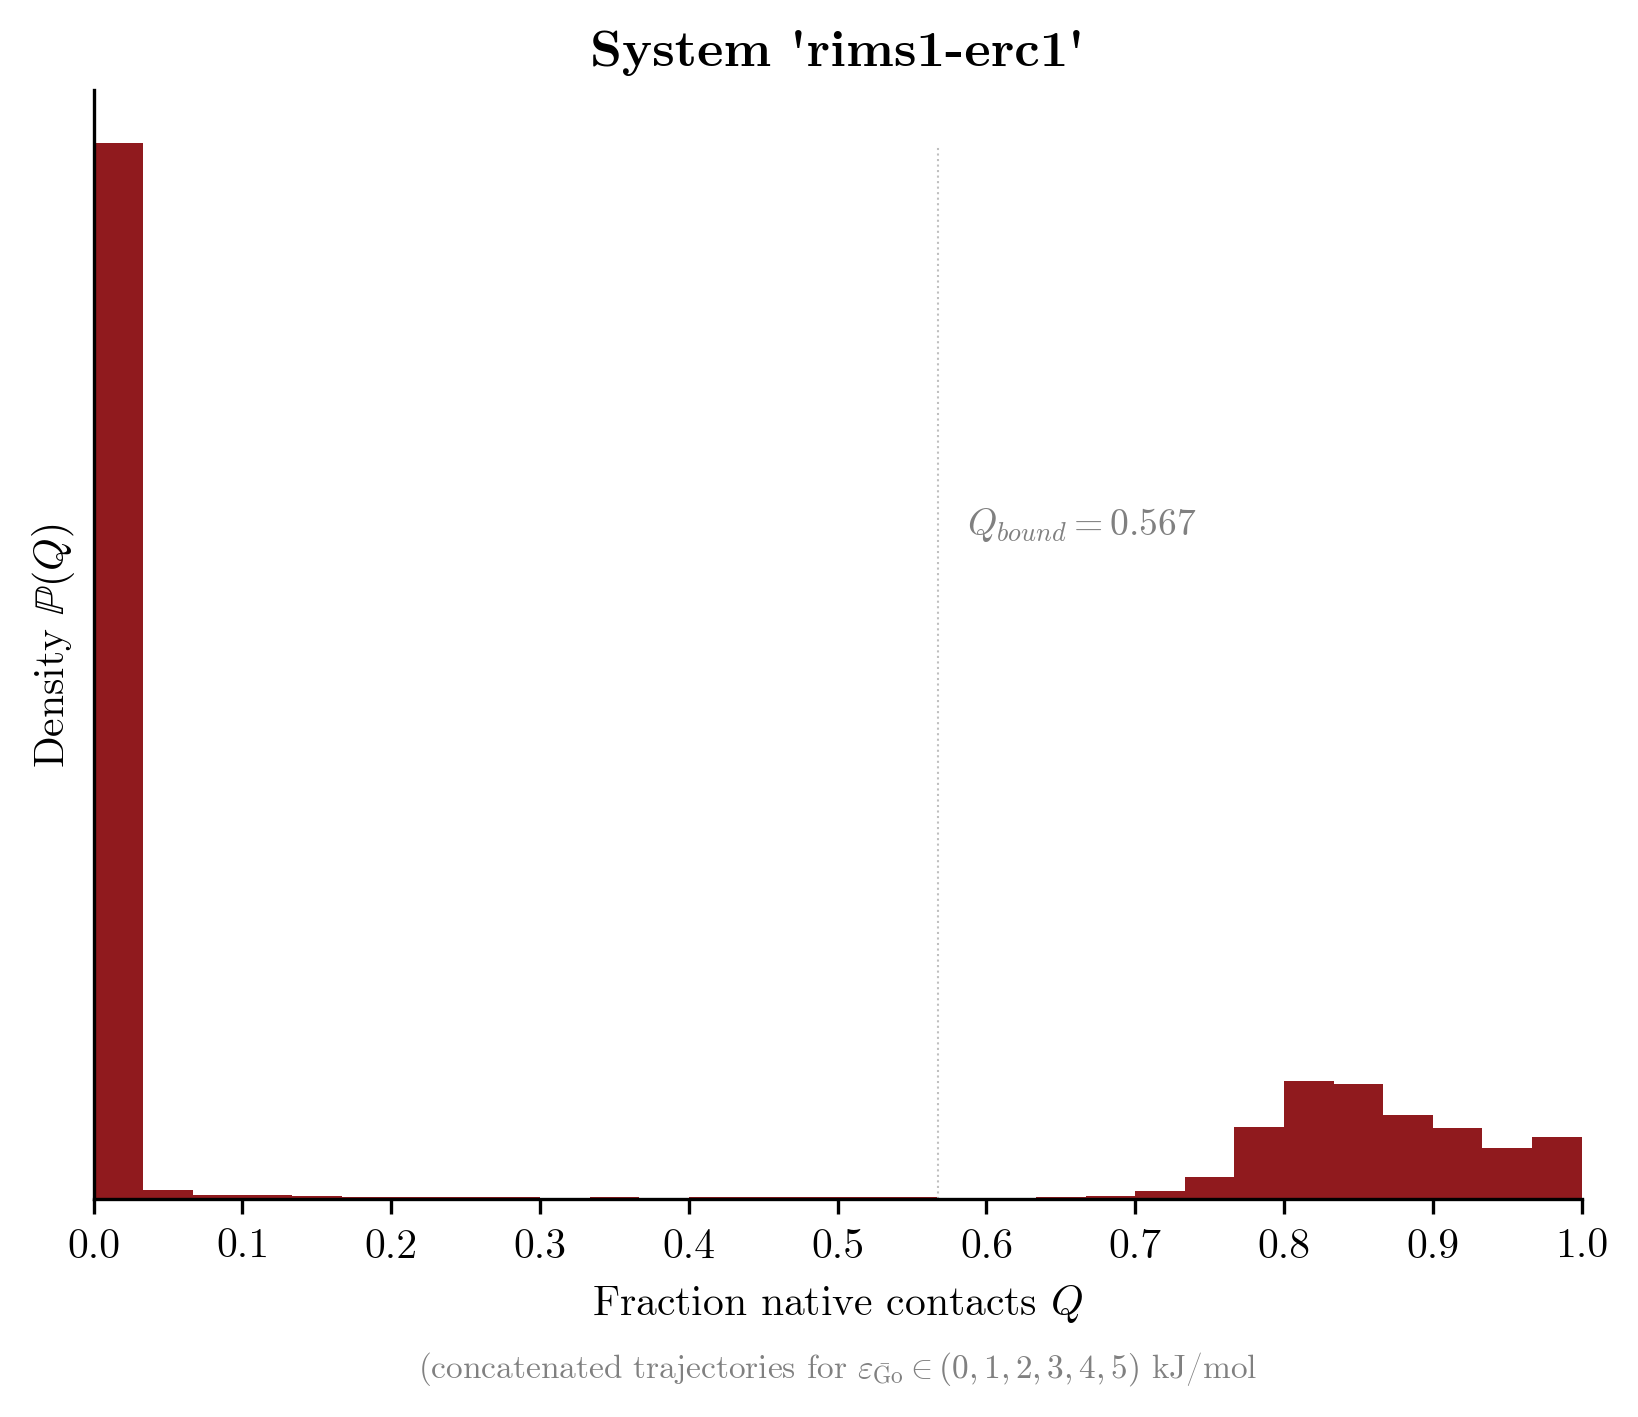 System 'rims1-erc1'
Density ℙ(Q)
Q_bound = 0.567
0.0 0.1 0.2 0.3 0.4 0.5 0.6 0.7 0.8 0.9 1.0
Fraction native contacts Q
(concatenated trajectories for ε_Ḡo ∈ (0, 1, 2, 3, 4, 5) kJ/mol